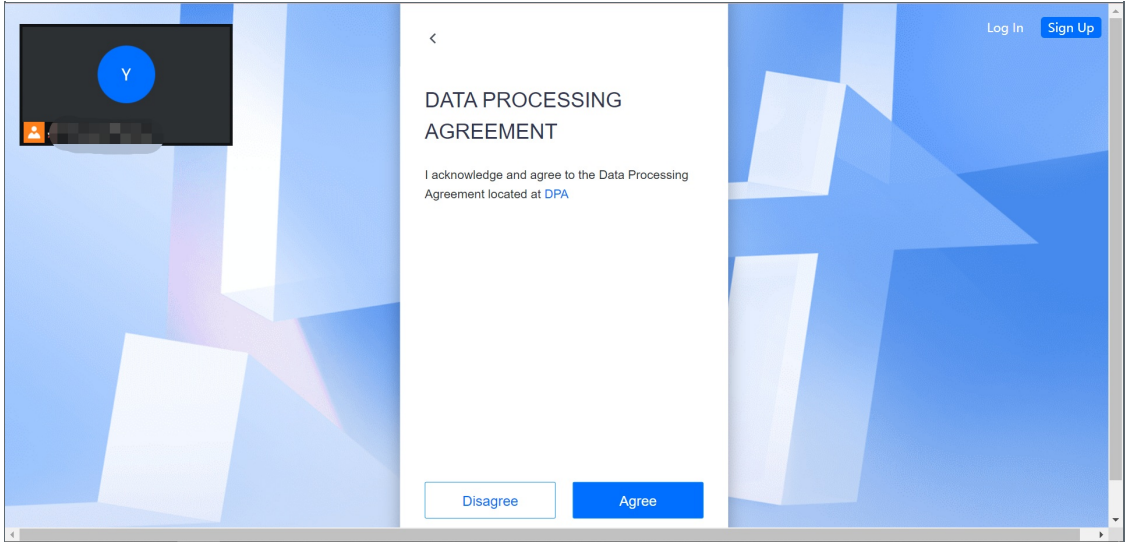 Y
Log In
Sign Up
DATA PROCESSING
AGREEMENT
I acknowledge and agree to the Data Processing
Agreement located at DPA
Disagree
Agree